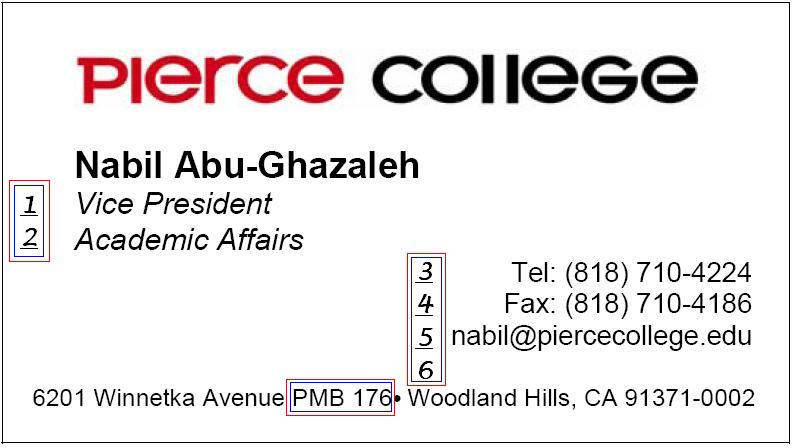 PIERCE COLLEGE
Nabil Abu-Ghazaleh
1 Vice President
2 Academic Affairs
3 Tel: (818) 710-4224
4 Fax: (818) 710-4186
5 nabil@piercecollege.edu
6
6201 Winnetka Avenue PMB 176• Woodland Hills, CA 91371-0002